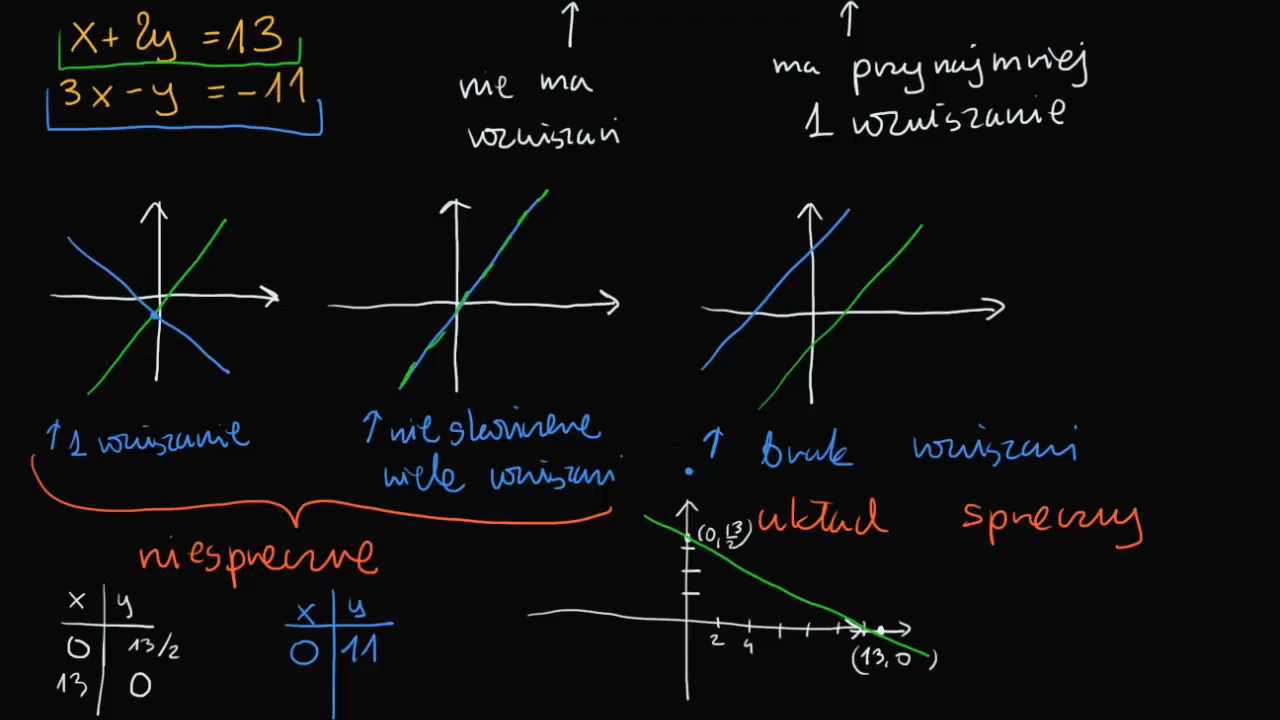 x + 2y = 13
3x - y = -11
nie ma
rozwiązań
ma przynajmniej
1 rozwiązanie
↑ 1 rozwiązanie
↑ nieskończenie
wiele rozwiązań
↑ brak rozwiązań
układ sprzeczny
niesprzeczne
(0, 13/2)
x y
0 13/2
13 0
x y
0 11
2 4
(13, 0)